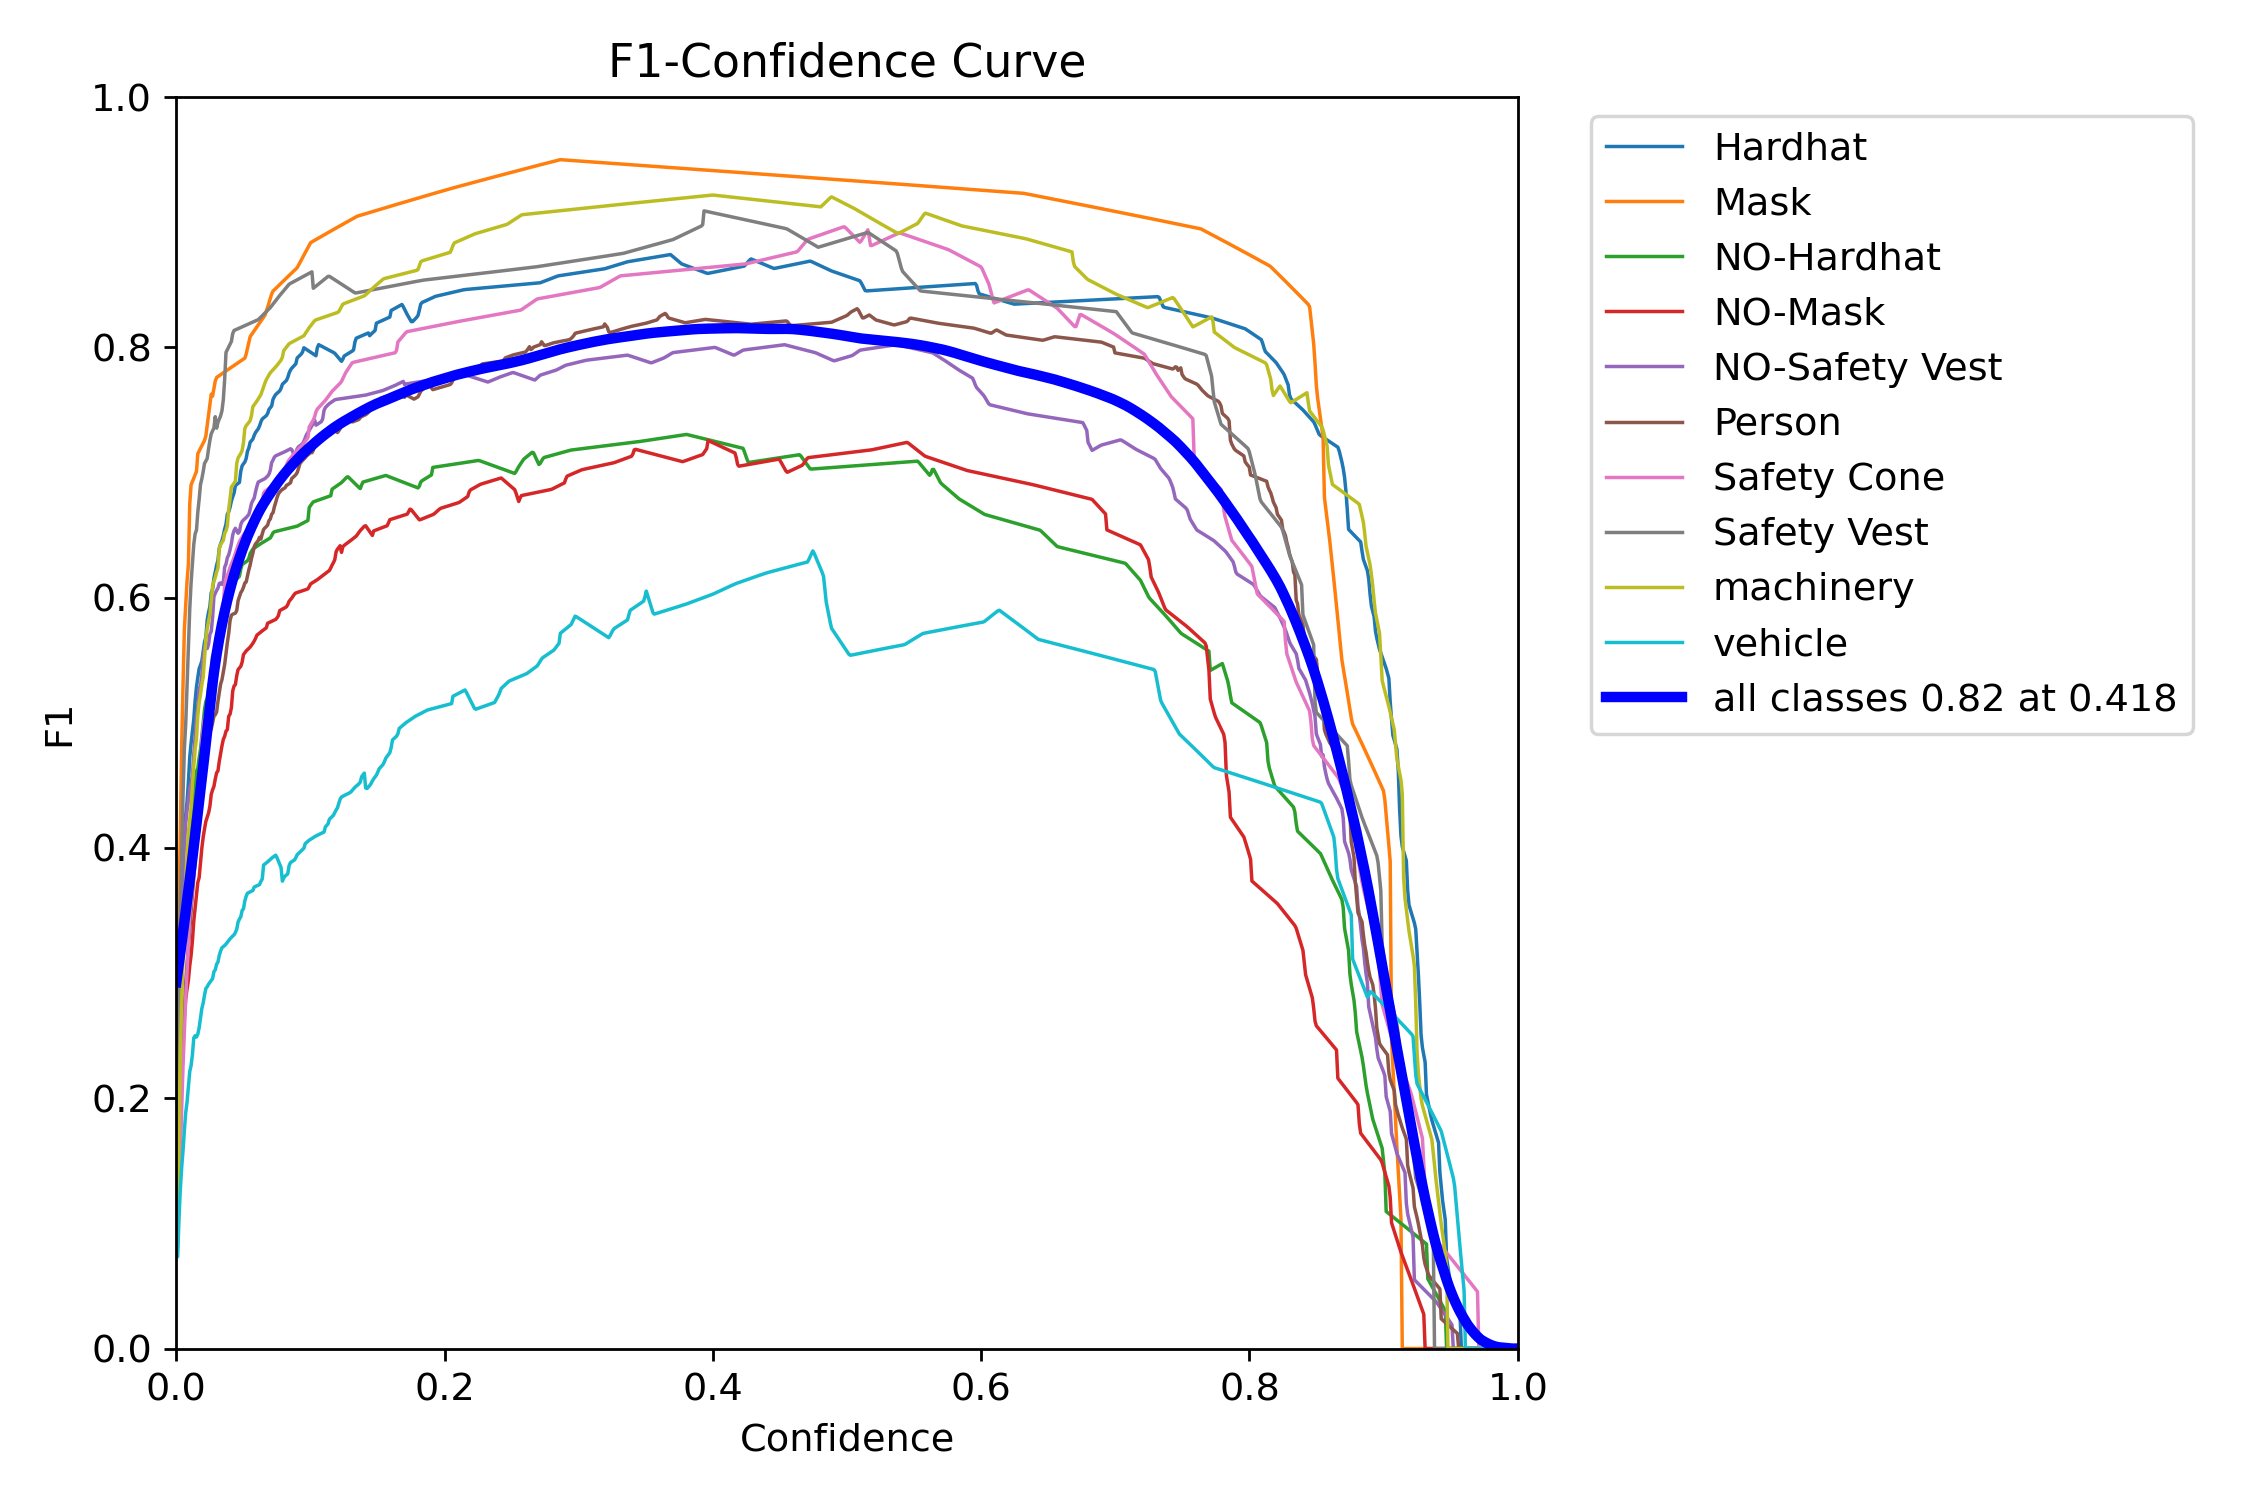 F1-Confidence Curve
1.0
0.8
0.6
0.4
0.2
0.0
F1
0.0 0.2 0.4 0.6 0.8 1.0
Confidence
Hardhat
Mask
NO-Hardhat
NO-Mask
NO-Safety Vest
Person
Safety Cone
Safety Vest
machinery
vehicle
all classes 0.82 at 0.418